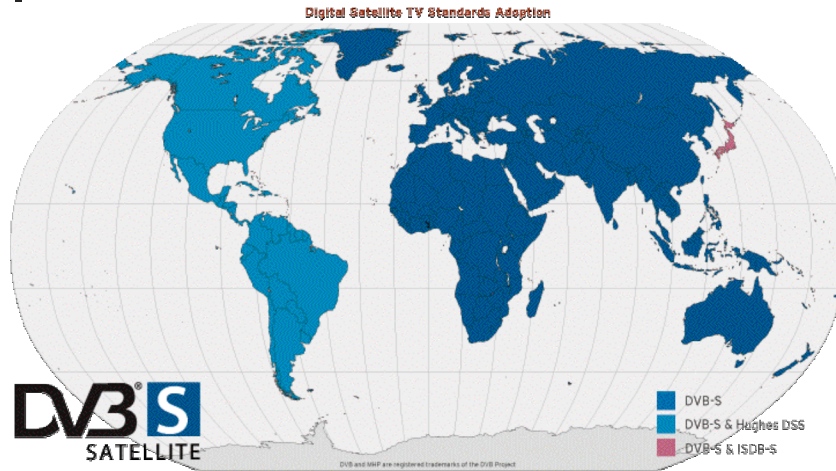 Digital Satellite TV Standards Adoption
DVB-S
DVB-S & Hughes DSS
DVB-S & ISDB-S
DVB® S
SATELLITE
DVB and MHP are registered trademarks of the DVB Project